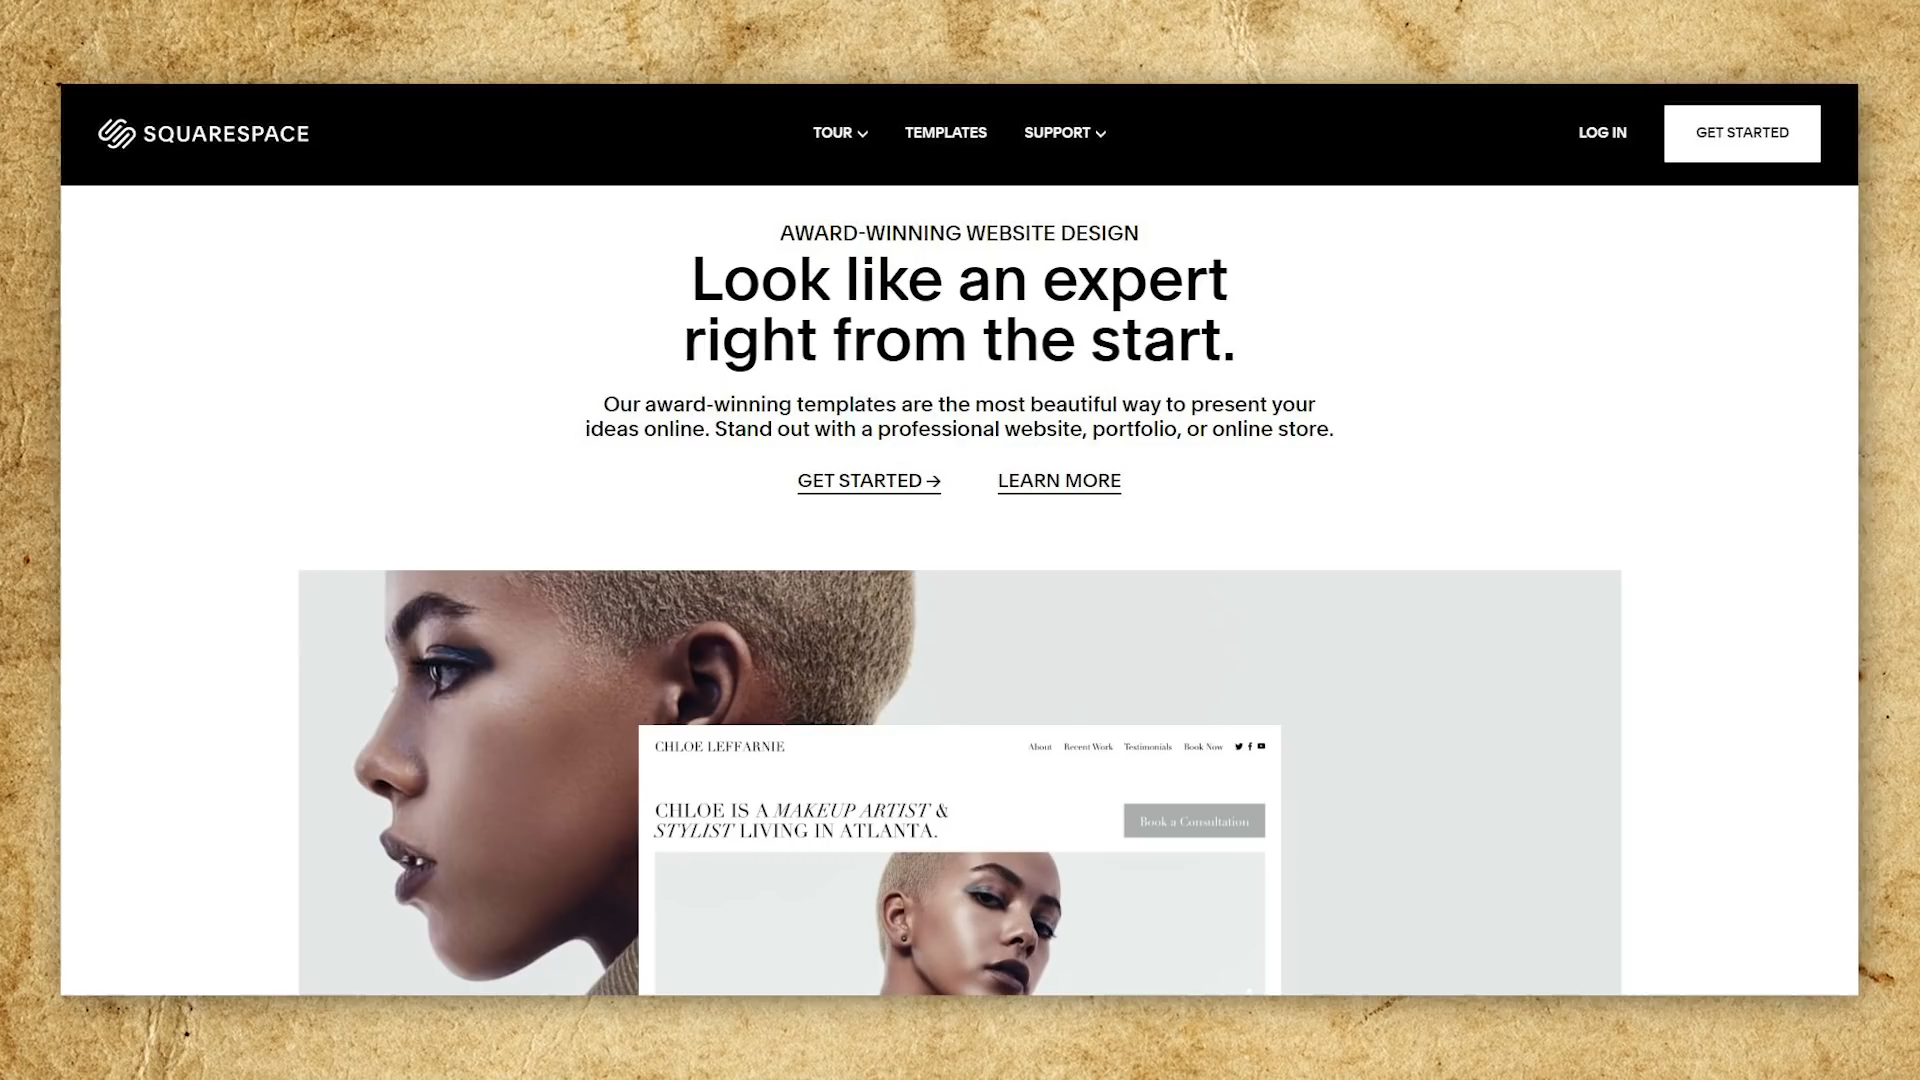 SQUARESPACE
TOUR
TEMPLATES
SUPPORT
LOG IN
GET STARTED
AWARD-WINNING WEBSITE DESIGN
Look like an expert
right from the start.
Our award-winning templates are the most beautiful way to present your
ideas online. Stand out with a professional website, portfolio, or online store.
GET STARTED →
LEARN MORE
CHLOE LEFFARNIE
About
Recent Work
Testimonials
Book Now
CHLOE IS A MAKEUP ARTIST &
STYLIST LIVING IN ATLANTA.
Book a Consultation